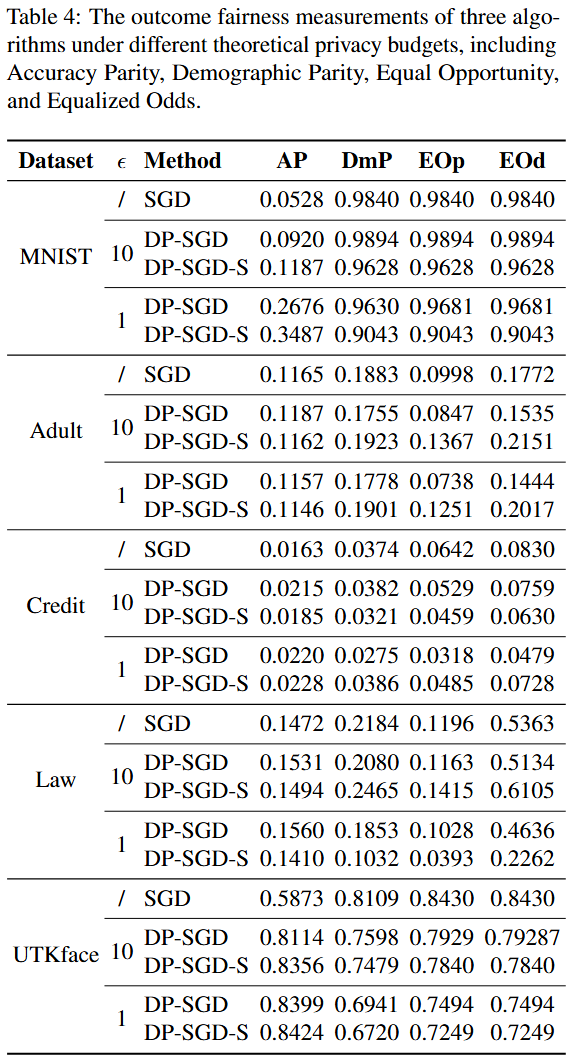 Table 4: The outcome fairness measurements of three algo-
rithms under different theoretical privacy budgets, including
Accuracy Parity, Demographic Parity, Equal Opportunity,
and Equalized Odds.
Dataset ϵ Method AP DmP EOp EOd
/ SGD 0.0528 0.9840 0.9840 0.9840
DP-SGD 0.0920 0.9894 0.9894 0.9894
MNIST 10
DP-SGD-S 0.1187 0.9628 0.9628 0.9628
DP-SGD 0.2676 0.9630 0.9681 0.9681
1
DP-SGD-S 0.3487 0.9043 0.9043 0.9043
/ SGD 0.1165 0.1883 0.0998 0.1772
DP-SGD 0.1187 0.1755 0.0847 0.1535
Adult 10
DP-SGD-S 0.1162 0.1923 0.1367 0.2151
DP-SGD 0.1157 0.1778 0.0738 0.1444
1
DP-SGD-S 0.1146 0.1901 0.1251 0.2017
/ SGD 0.0163 0.0374 0.0642 0.0830
DP-SGD 0.0215 0.0382 0.0529 0.0759
Credit 10
DP-SGD-S 0.0185 0.0321 0.0459 0.0630
DP-SGD 0.0220 0.0275 0.0318 0.0479
1
DP-SGD-S 0.0228 0.0386 0.0485 0.0728
/ SGD 0.1472 0.2184 0.1196 0.5363
DP-SGD 0.1531 0.2080 0.1163 0.5134
Law 10
DP-SGD-S 0.1494 0.2465 0.1415 0.6105
DP-SGD 0.1560 0.1853 0.1028 0.4636
1
DP-SGD-S 0.1410 0.1032 0.0393 0.2262
/ SGD 0.5873 0.8109 0.8430 0.8430
DP-SGD 0.8114 0.7598 0.7929 0.79287
UTKface 10
DP-SGD-S 0.8356 0.7479 0.7840 0.7840
DP-SGD 0.8399 0.6941 0.7494 0.7494
1
DP-SGD-S 0.8424 0.6720 0.7249 0.7249